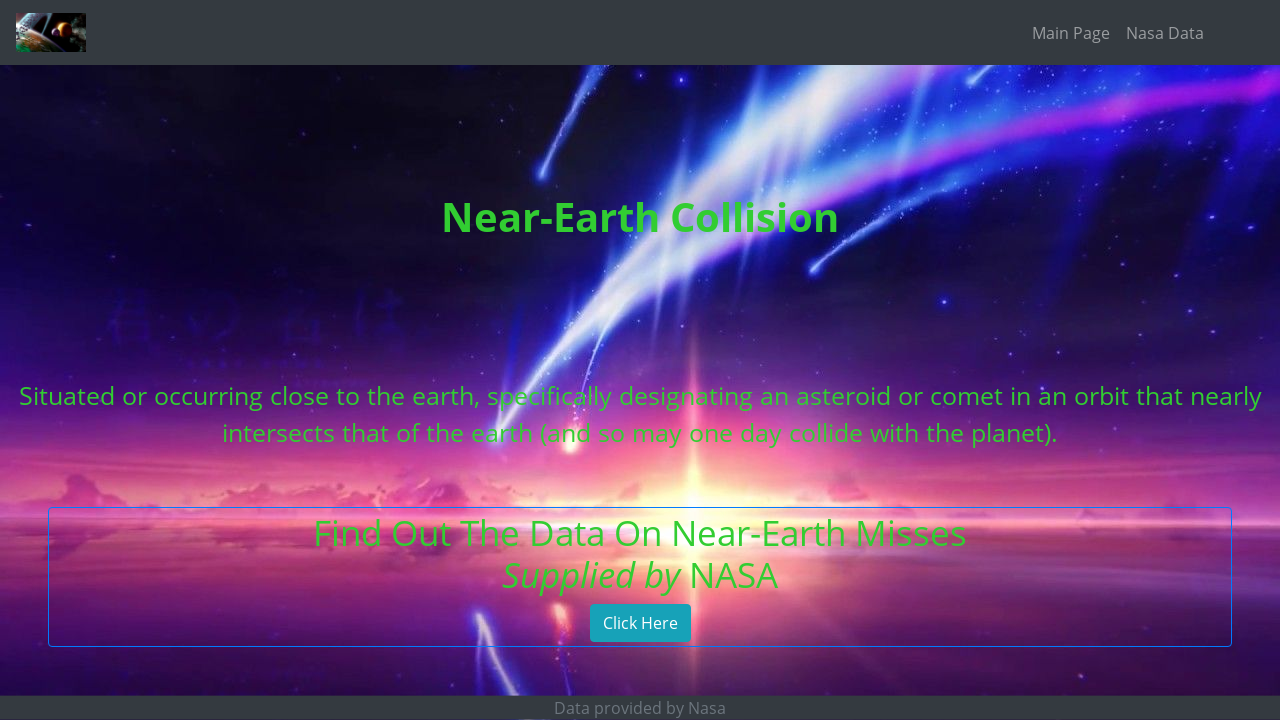 Main Page Nasa Data
Near-Earth Collision
Situated or occurring close to the earth, specifically designating an asteroid or comet in an orbit that nearly
intersects that of the earth (and so may one day collide with the planet).
Find Out The Data On Near-Earth Misses
Supplied by NASA
Click Here
Data provided by Nasa